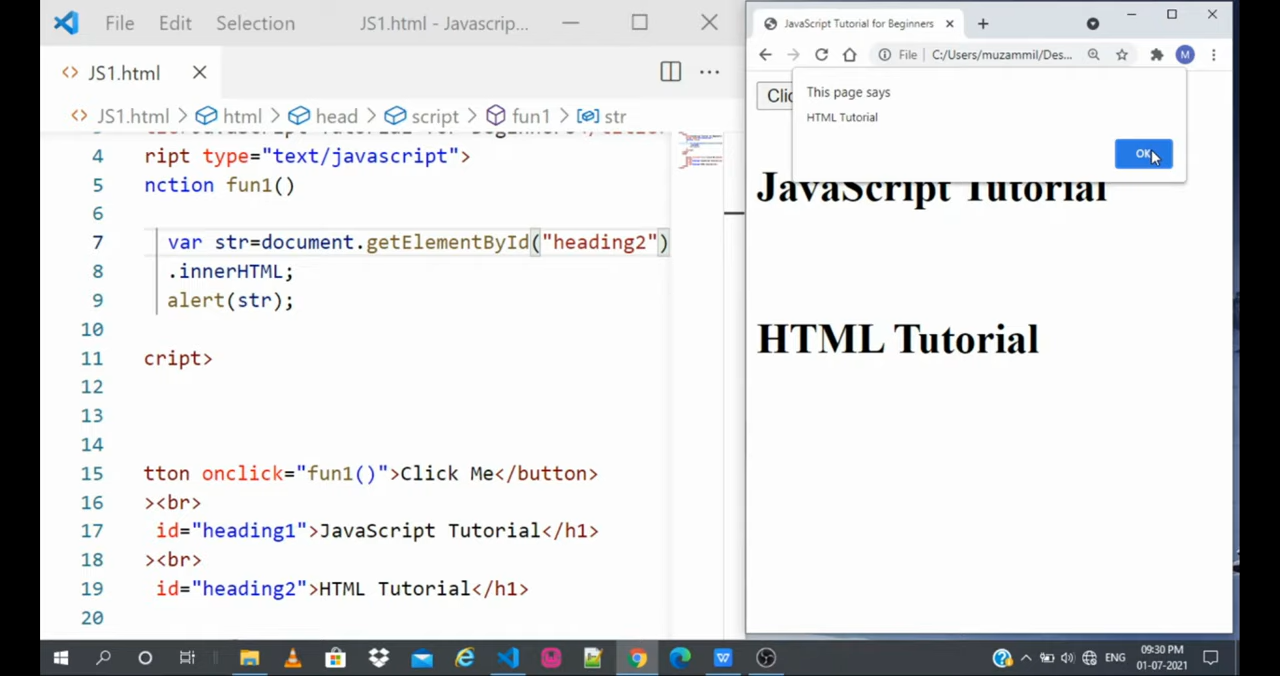 File Edit Selection JS1.html - Javascrip...
JS1.html
JS1.html > html > head > script > fun1 > str
4 ript type="text/javascript">
5 nction fun1()
6
7 var str=document.getElementById("heading2")
8 .innerHTML;
9 alert(str);
10
11 cript>
12
13
14
15 tton onclick="fun1()">Click Me</button>
16 ><br>
17 id="heading1">JavaScript Tutorial</h1>
18 ><br>
19 id="heading2">HTML Tutorial</h1>
20
JavaScript Tutorial for Beginners
File C:/Users/muzammil/Des... M
Clic
This page says
HTML Tutorial
OK
JavaScript Tutorial
HTML Tutorial
ENG 09:30 PM
01-07-2021